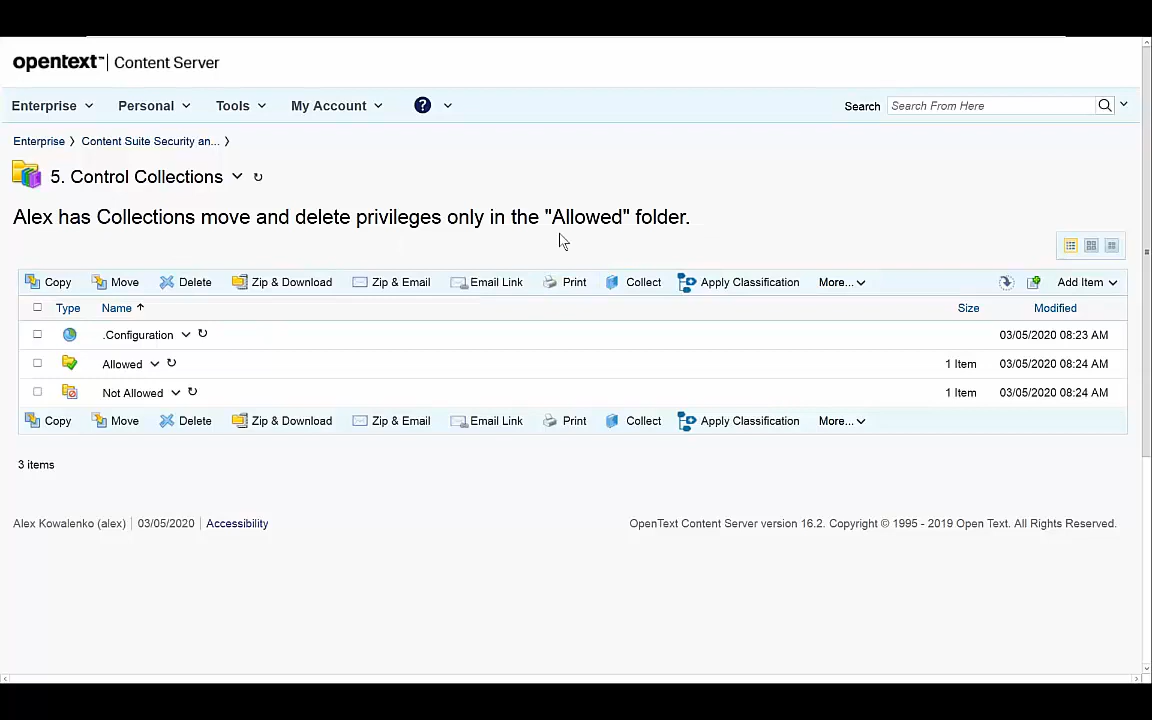 opentext™ | Content Server
Enterprise Personal Tools My Account ? Search Search From Here
Enterprise 〉 Content Suite Security an... 〉
5. Control Collections
Alex has Collections move and delete privileges only in the "Allowed" folder.
Copy Move Delete Zip & Download Zip & Email Email Link Print Collect Apply Classification More... Add Item
Type Name Size Modified
.Configuration 03/05/2020 08:23 AM
Allowed 1 Item 03/05/2020 08:24 AM
Not Allowed 1 Item 03/05/2020 08:24 AM
Copy Move Delete Zip & Download Zip & Email Email Link Print Collect Apply Classification More...
3 items
Alex Kowalenko (alex) | 03/05/2020 | Accessibility OpenText Content Server version 16.2. Copyright © 1995 - 2019 Open Text. All Rights Reserved.